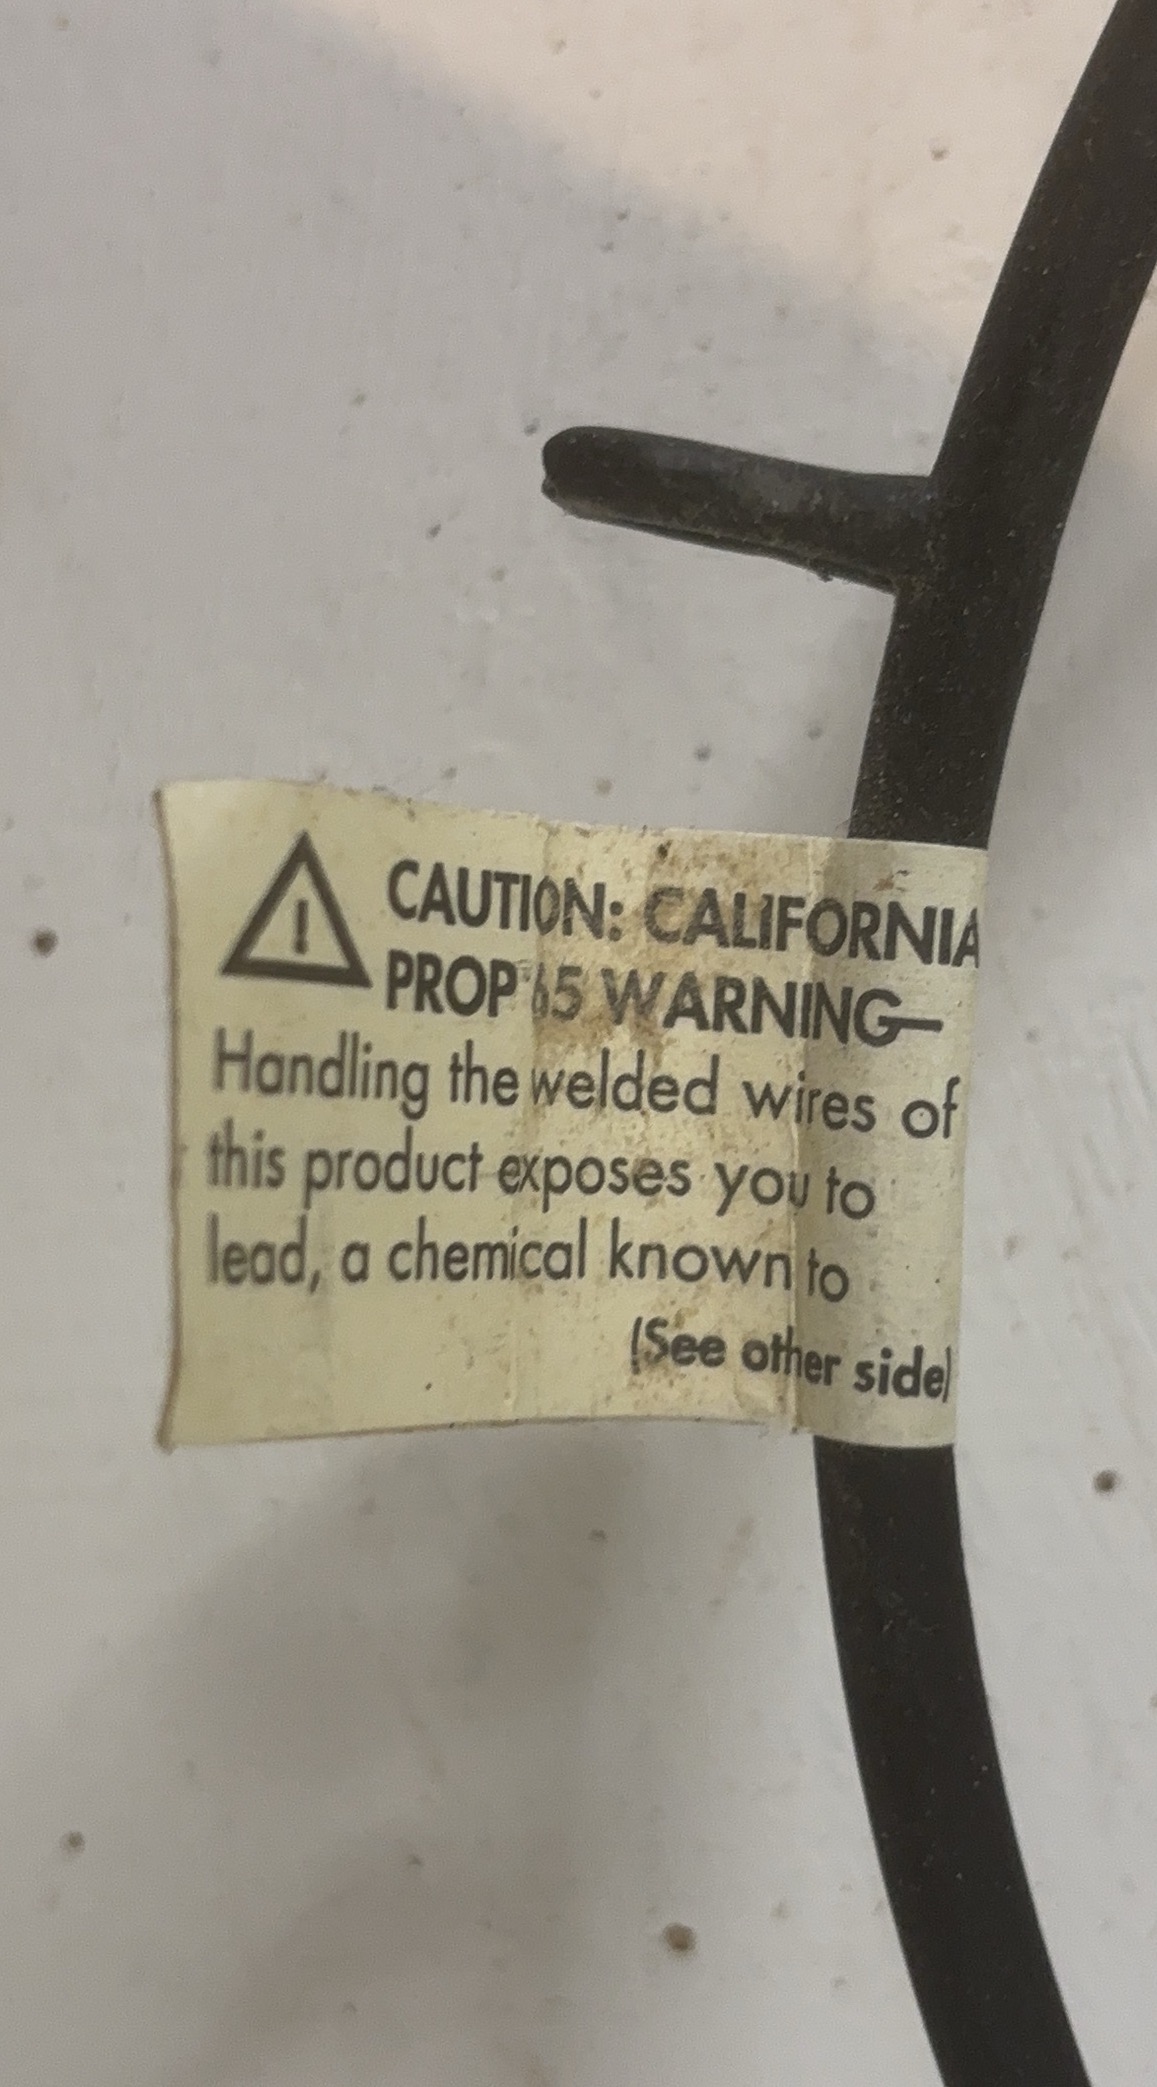 CAUTION: CALIFORNIA
PROP 65 WARNING—
Handling the welded wires of
this product exposes you to
lead, a chemical known to
(See other side)